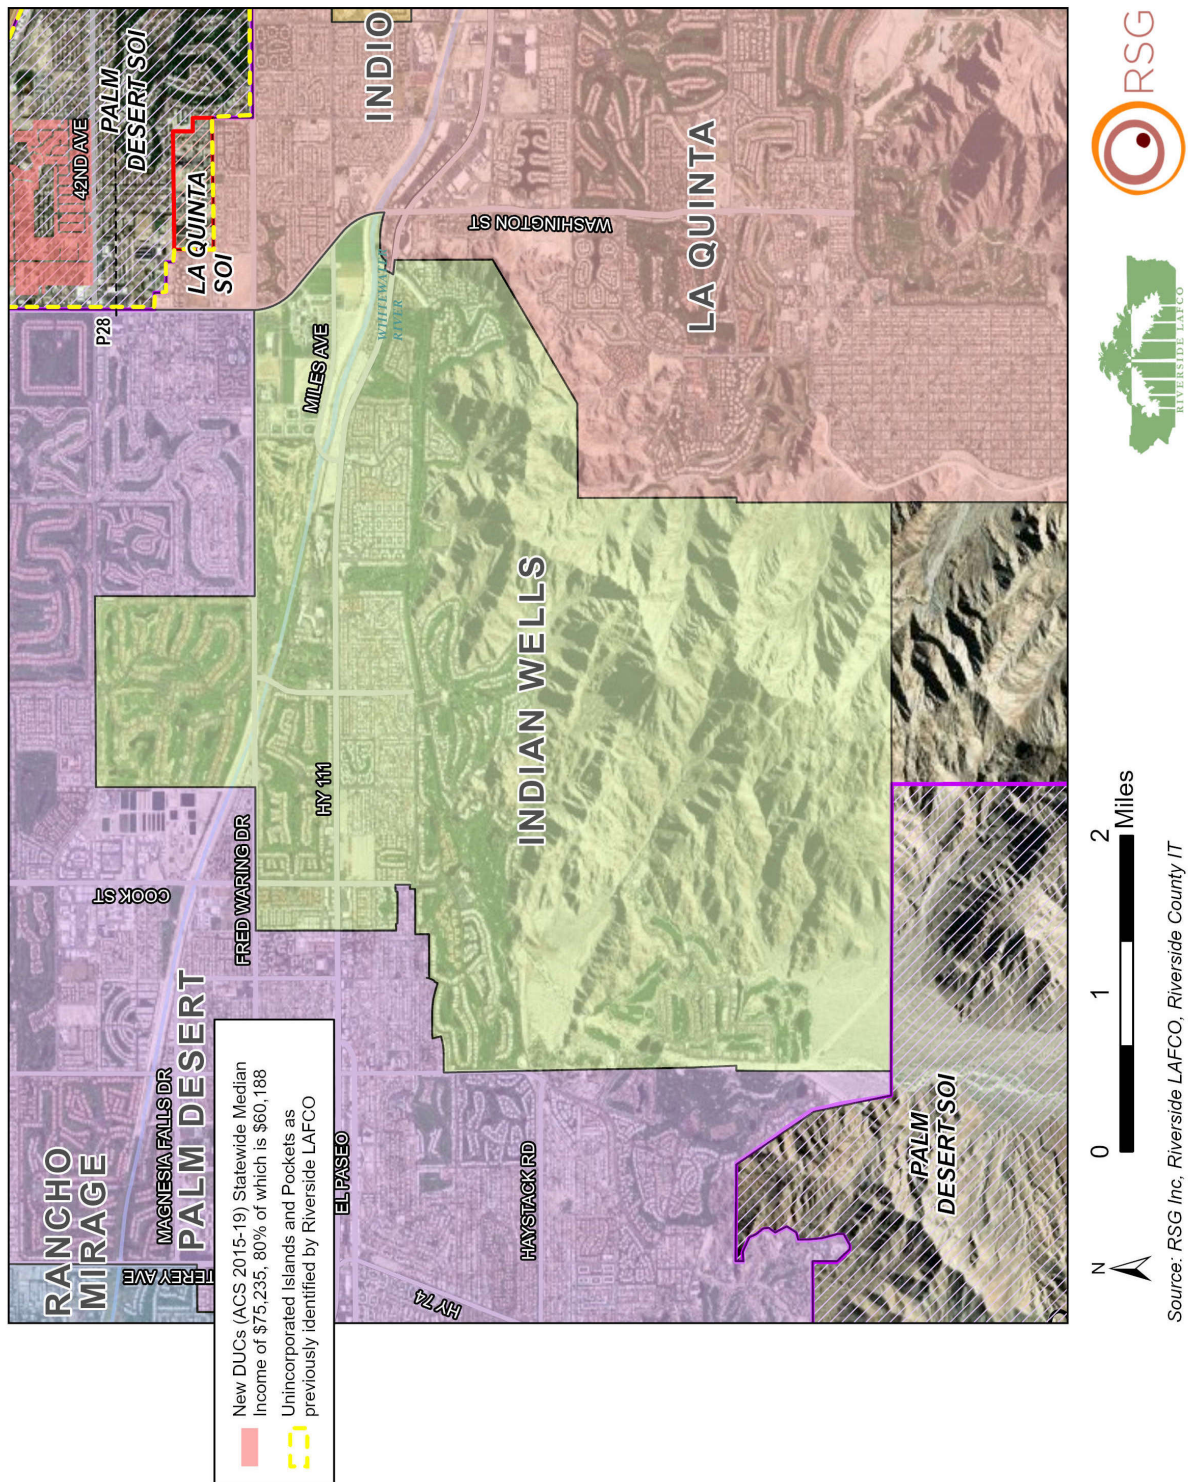 RANCHO
MIRAGE
MAGNESIA FALLS DR
PALM DESERT
TEREY AVE
COOK ST
FRED WARING DR
HY 111
EL PASEO
HAYSTACK RD
HY 74
P28
42ND AVE
PALM
DESERT SOI
LA QUINTA
SOI
INDIO
MILES AVE
WHITEWATER
RIVER
WASHINGTON ST
LA QUINTA
INDIAN WELLS
PALM
DESERT SOI
New DUCs (ACS 2015-19) Statewide Median
Income of $75,235, 80% of which is $60,188
Unincorporated Islands and Pockets as
previously identified by Riverside LAFCO
N
0 1 2
Miles
Source: RSG Inc, Riverside LAFCO, Riverside County IT
RIVERSIDE LAFCO
RSG